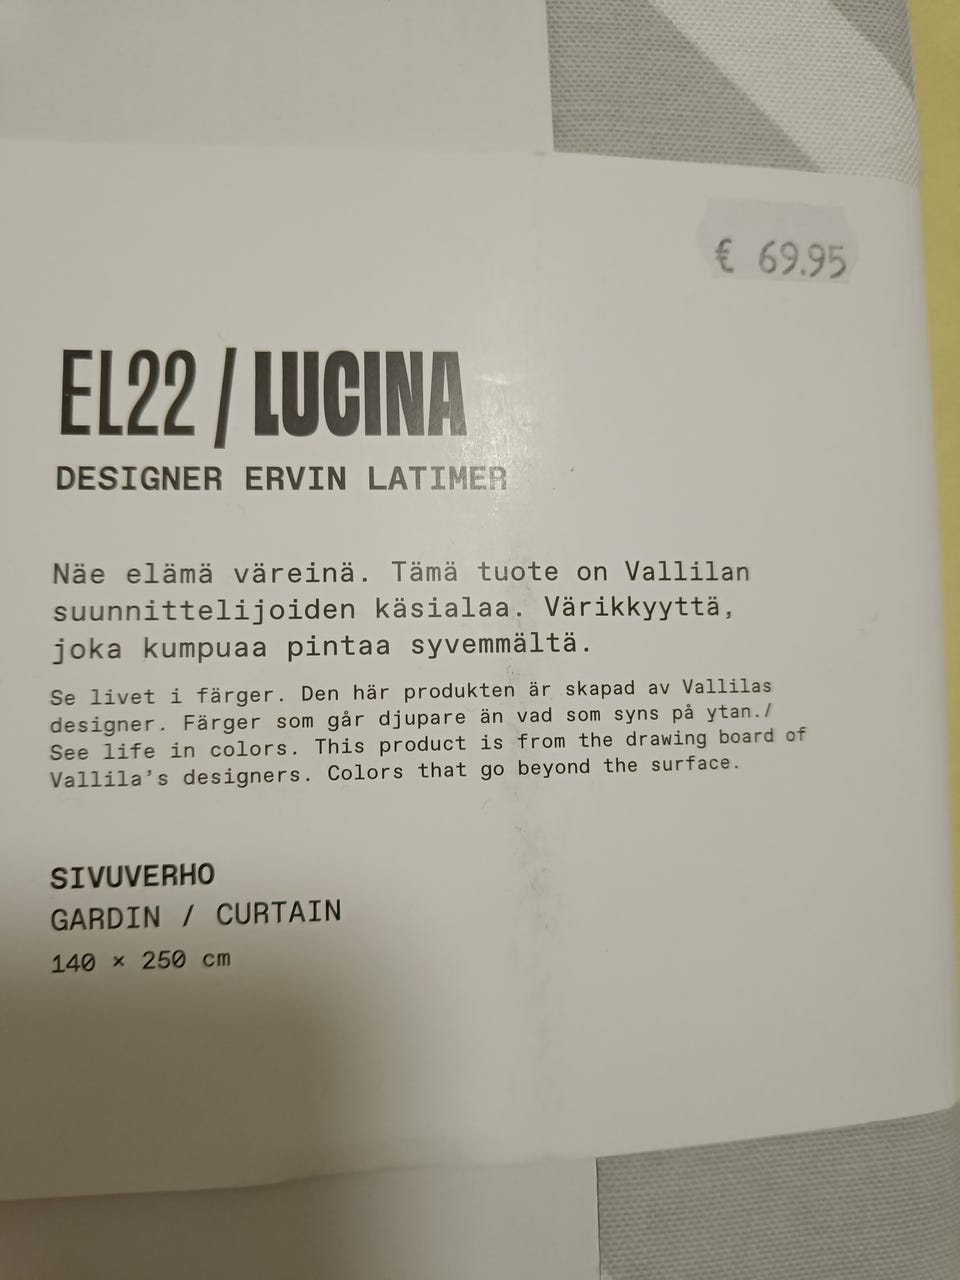 € 69.95
EL22 / LUCINA
DESIGNER ERVIN LATIMER
Näe elämä väreinä. Tämä tuote on Vallilan
suunnittelijoiden käsialaa. Värikkyyttä,
joka kumpuaa pintaa syvemmältä.
Se livet i färger. Den här produkten är skapad av Vallilas
designer. Färger som går djupare än vad som syns på ytan./
See life in colors. This product is from the drawing board of
Vallila's designers. Colors that go beyond the surface.
SIVUVERHO
GARDIN / CURTAIN
140 × 250 cm